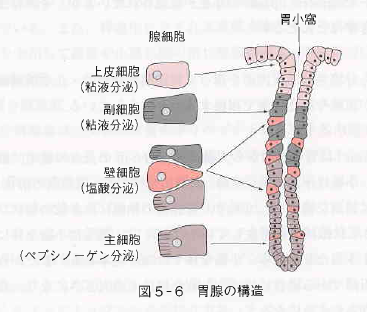 胃小窩
腺細胞
上皮細胞
(粘液分泌)
副細胞
(粘液分泌)
壁細胞
(塩酸分泌)
主細胞
(ペプシノーゲン分泌)
図5-6 胃腺の構造